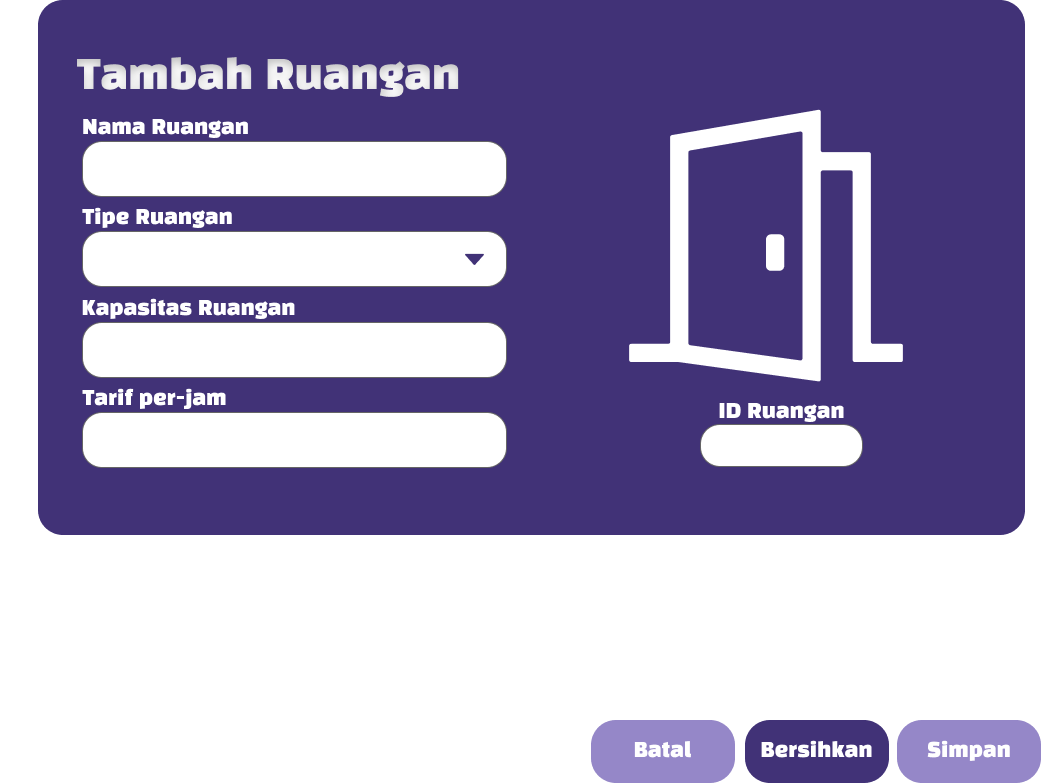 Tambah Ruangan
Nama Ruangan
Tipe Ruangan
Kapasitas Ruangan
Tarif per-jam
ID Ruangan
Batal
Bersihkan
Simpan